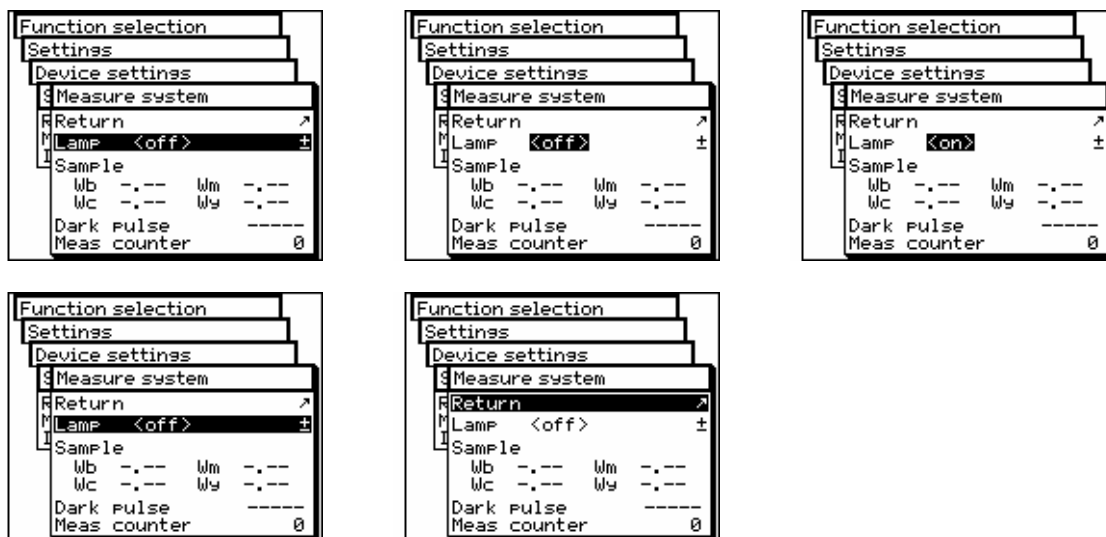 Function selection
Settings
Device settings
S Measure system
R Return ↗
M Lamp <off> ±
I Sample
Wb -.-- Wm -.--
Wc -.-- Wy -.--
Dark pulse -----
Meas counter 0
Function selection
Settings
Device settings
S Measure system
R Return ↗
M Lamp <off> ±
I Sample
Wb -.-- Wm -.--
Wc -.-- Wy -.--
Dark pulse -----
Meas counter 0
Function selection
Settings
Device settings
S Measure system
R Return ↗
M Lamp <on> ±
I Sample
Wb -.-- Wm -.--
Wc -.-- Wy -.--
Dark pulse -----
Meas counter 0
Function selection
Settings
Device settings
S Measure system
R Return ↗
M Lamp <off> ±
I Sample
Wb -.-- Wm -.--
Wc -.-- Wy -.--
Dark pulse -----
Meas counter 0
Function selection
Settings
Device settings
S Measure system
R Return ↗
M Lamp <off> ±
I Sample
Wb -.-- Wm -.--
Wc -.-- Wy -.--
Dark pulse -----
Meas counter 0